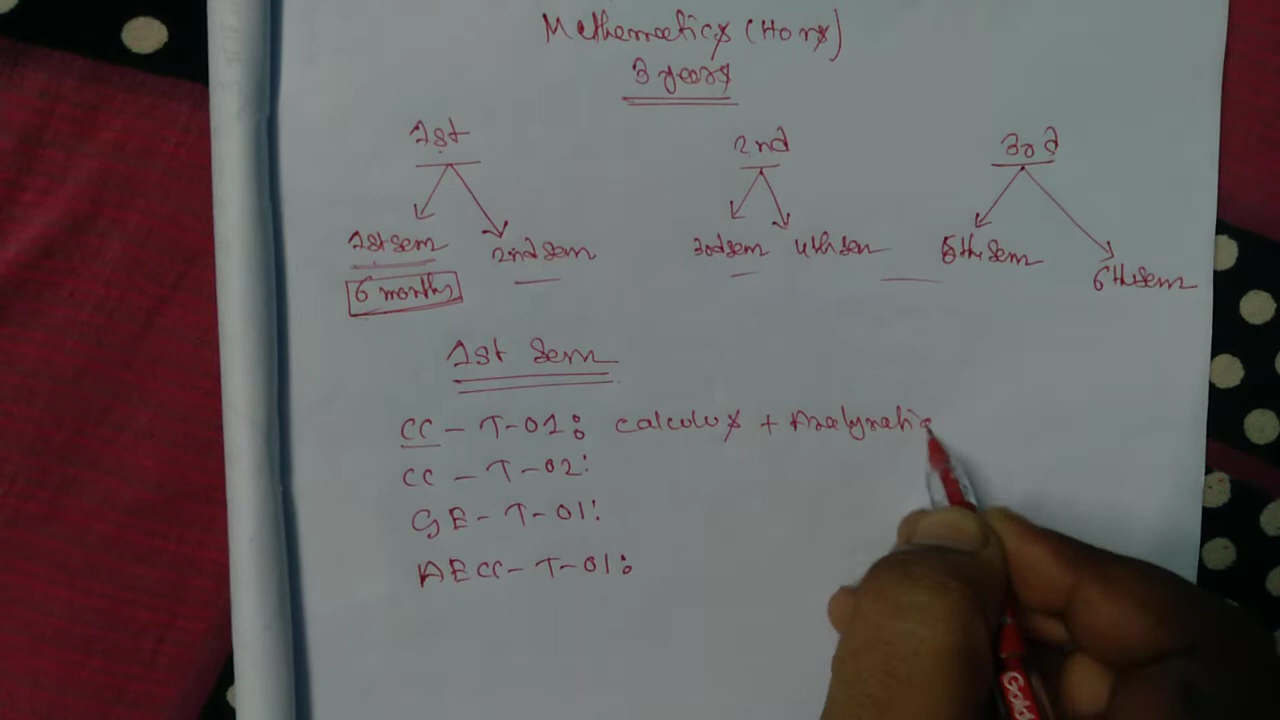 Mathematics (Hons)
3 years
1st 2nd 3rd
1st sem 2nd sem 3rd sem 4th sem 5th sem 6th sem
6 months
1st Sem
CC - T-01: calculus + Analynatic
CC - T-02:
GE - T-01:
AECC - T-01: